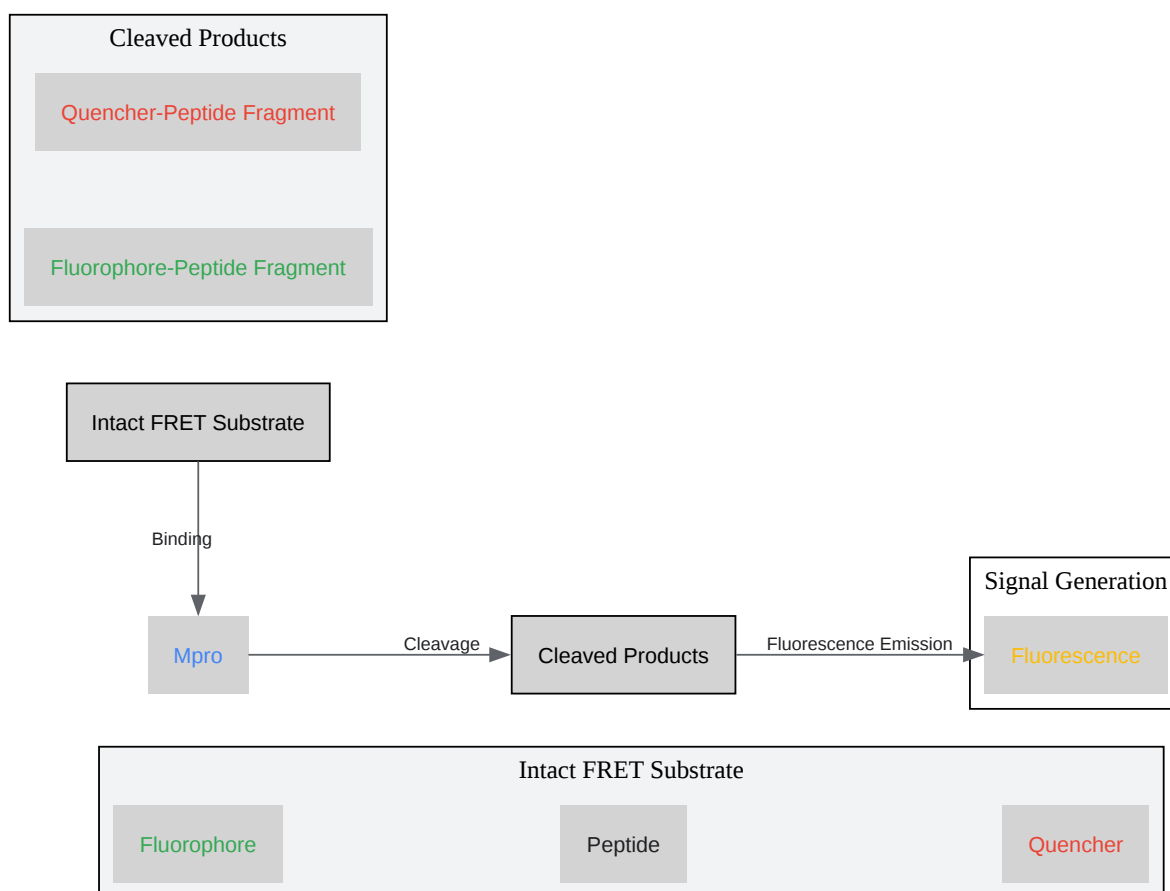 Cleaved Products
Quencher-Peptide Fragment
Fluorophore-Peptide Fragment
Intact FRET Substrate
Binding
Mpro
Cleavage
Cleaved Products
Fluorescence Emission
Signal Generation
Fluorescence
Intact FRET Substrate
Fluorophore
Peptide
Quencher